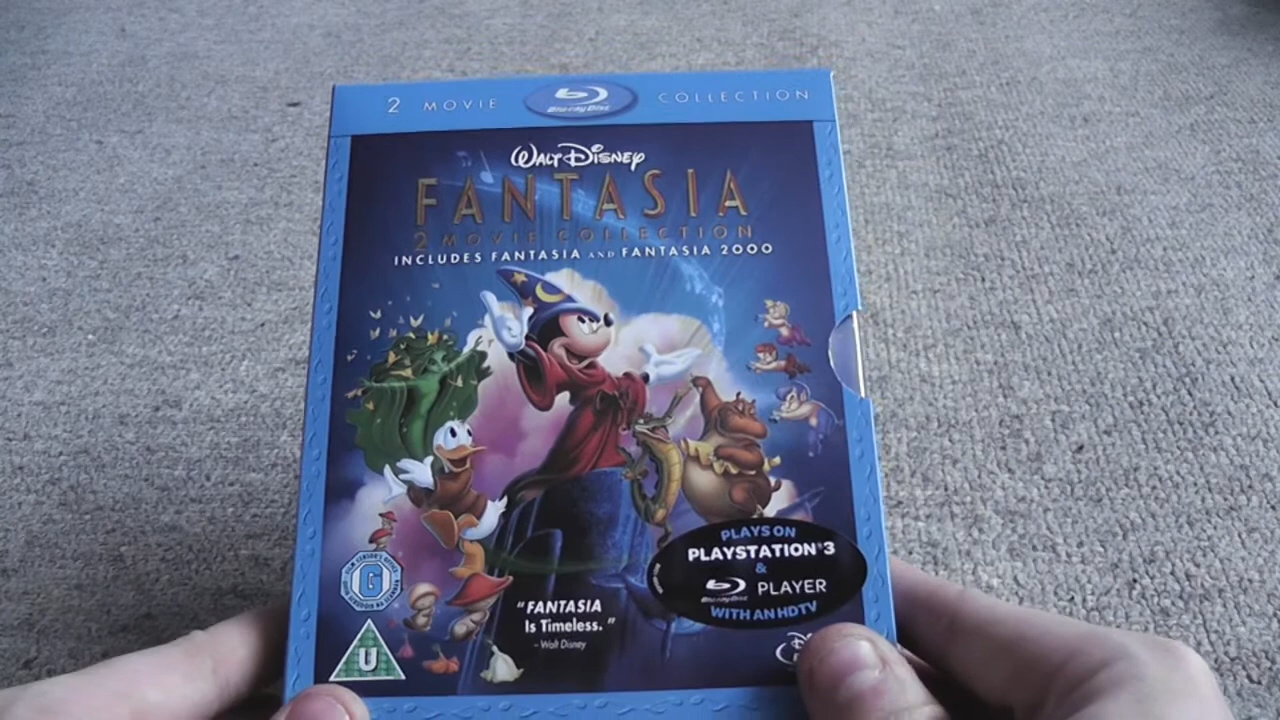 2 MOVIE Blu-ray Disc COLLECTION
WALT DISNEY
FANTASIA
2 MOVIE COLLECTION
INCLUDES FANTASIA AND FANTASIA 2000
PLAYS ON
PLAYSTATION®3
&
Blu-ray Disc PLAYER
WITH AN HDTV
G
"FANTASIA
Is Timeless."
– Walt Disney
U